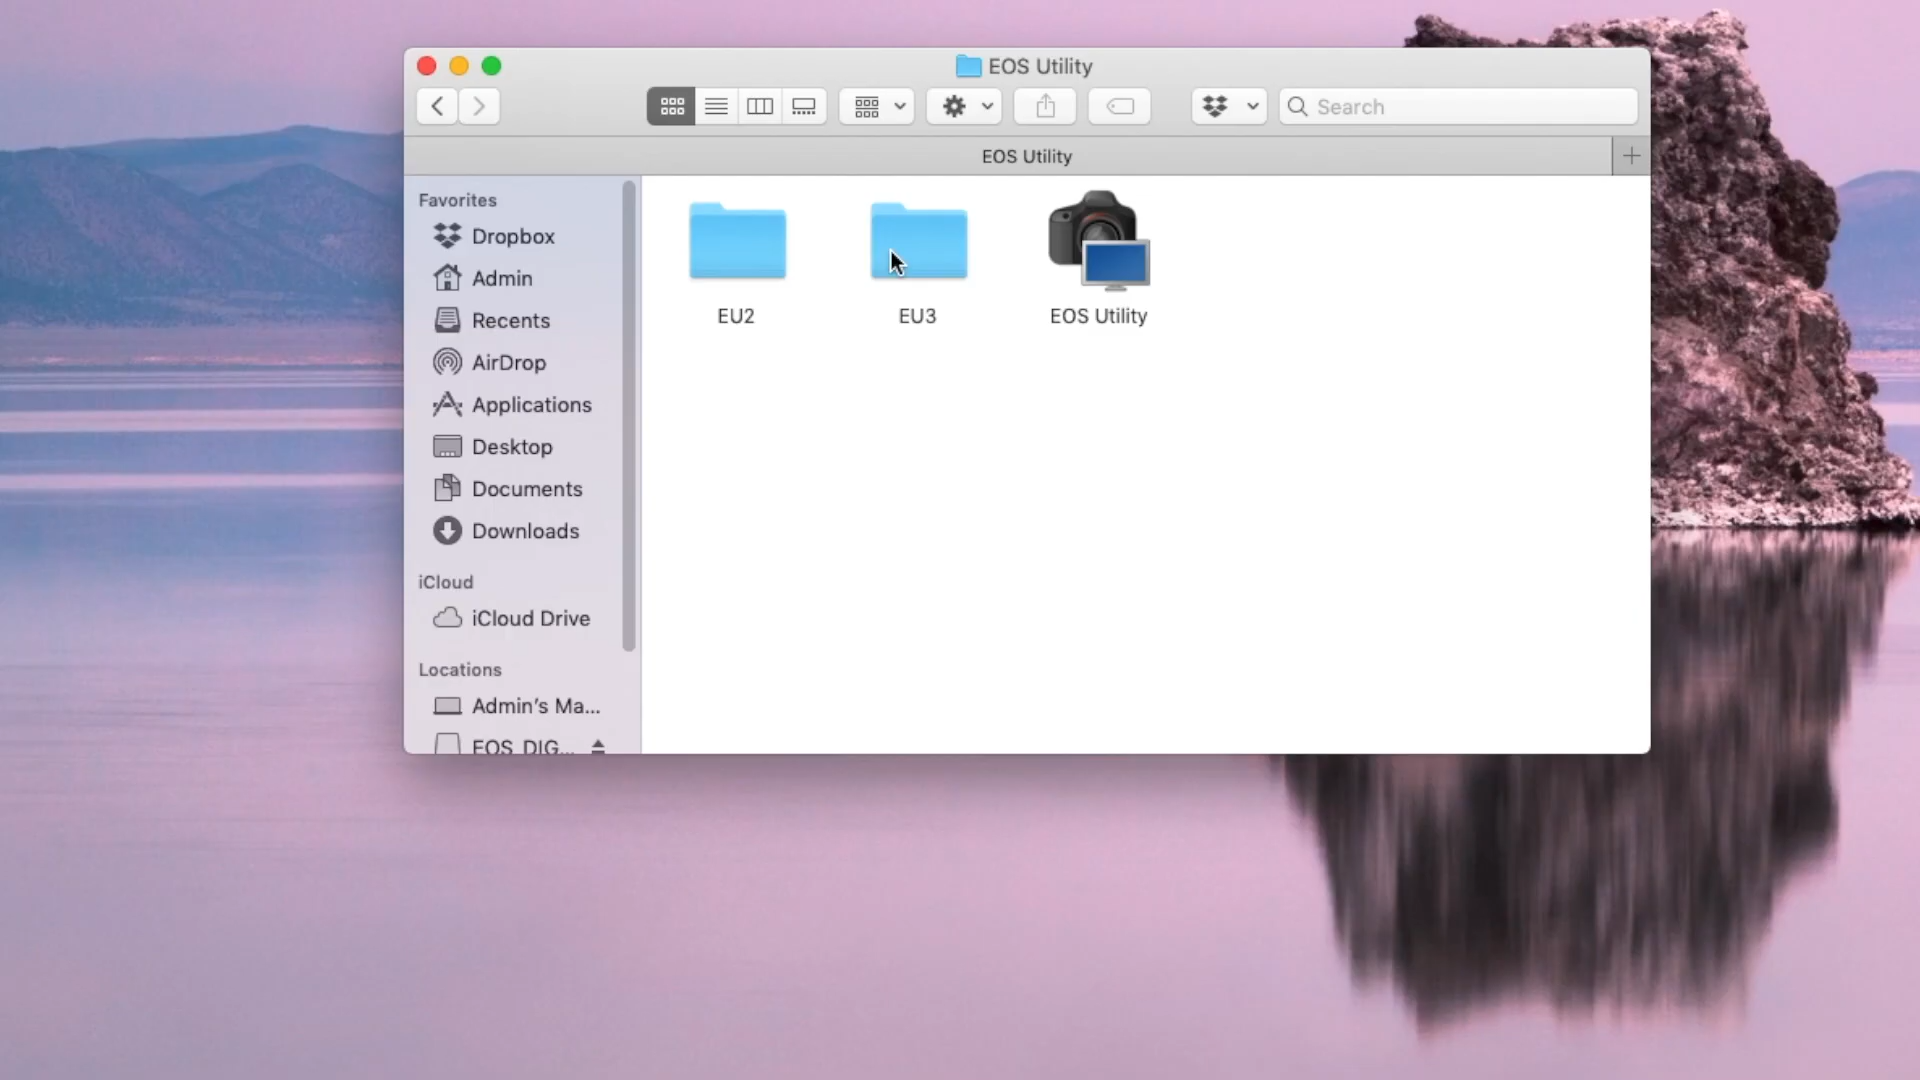 EOS Utility
Search
EOS Utility
Favorites
Dropbox
Admin
Recents
AirDrop
Applications
Desktop
Documents
Downloads
iCloud
iCloud Drive
Locations
Admin's Ma...
EOS_DIG...
EU2
EU3
EOS Utility